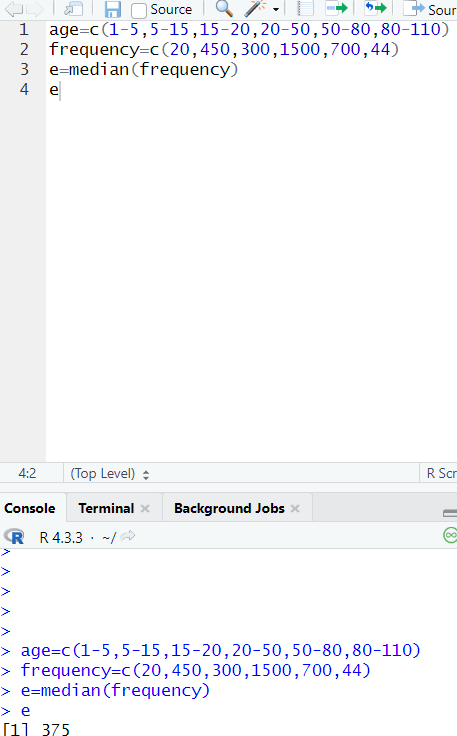 Source
Sour
1 age=c(1-5,5-15,15-20,20-50,50-80,80-110)
2 frequency=c(20,450,300,1500,700,44)
3 e=median(frequency)
4 e
4:2 (Top Level) R Scr
Console Terminal Background Jobs
R R 4.3.3 · ~/
>
>
>
>
>
> age=c(1-5,5-15,15-20,20-50,50-80,80-110)
> frequency=c(20,450,300,1500,700,44)
> e=median(frequency)
> e
[1] 375